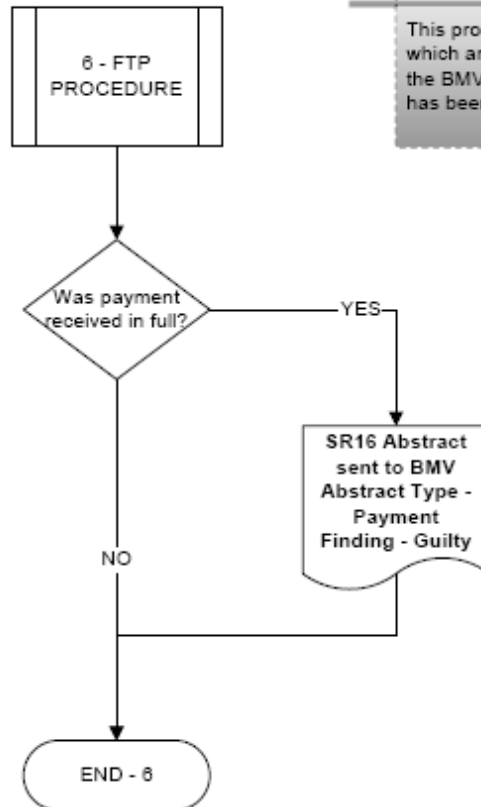 6 - FTP
PROCEDURE
This pro
which ar
the BMV
has been
Was payment
received in full?
YES
SR16 Abstract
sent to BMV
Abstract Type -
Payment
Finding - Guilty
NO
END - 6